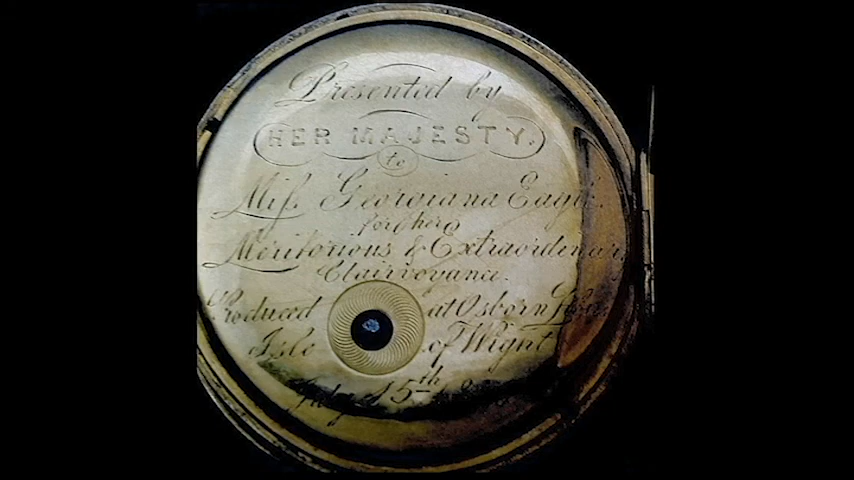 Presented by
HER MAJESTY.
to
Miſs Georgiana Eagle.
for her
Meritorious & Extraordenary
Clairvoyance.
Produced at Osborn
Isle of Wight
July 15th